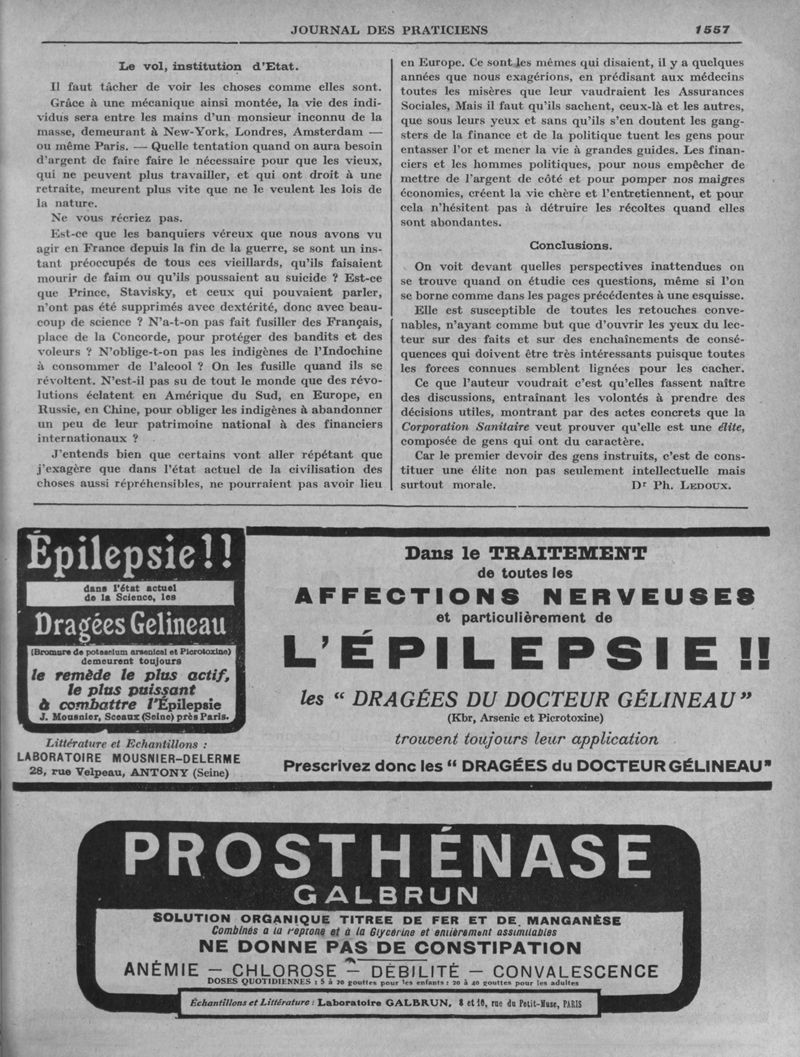 JOURNAL DES PRATICIENS 1557
Le vol, institution d'Etat.
Il faut tâcher de voir les choses comme elles sont.
Grâce à une mécanique ainsi montée, la vie des indi-
vidus sera entre les mains d'un monsieur inconnu de la
masse, demeurant à New-York, Londres, Amsterdam —
ou même Paris. — Quelle tentation quand on aura besoin
d'argent de faire faire le nécessaire pour que les vieux,
qui ne peuvent plus travailler, et qui ont droit à une
retraite, meurent plus vite que ne le veulent les lois de
la nature.
Ne vous récriez pas.
Est-ce que les banquiers véreux que nous avons vu
agir en France depuis la fin de la guerre, se sont un ins-
tant préoccupés de tous ces vieillards, qu'ils faisaient
mourir de faim ou qu'ils poussaient au suicide ? Est-ce
que Prince, Stavisky, et ceux qui pouvaient parler,
n'ont pas été supprimés avec dextérité, donc avec beau-
coup de science ? N'a-t-on pas fait fusiller des Français,
place de la Concorde, pour protéger des bandits et des
voleurs ? N'oblige-t-on pas les indigènes de l'Indochine
à consommer de l'alcool ? On les fusille quand ils se
révoltent. N'est-il pas su de tout le monde que des révo-
lutions éclatent en Amérique du Sud, en Europe, en
Russie, en Chine, pour obliger les indigènes à abandonner
un peu de leur patrimoine national à des financiers
internationaux ?
J'entends bien que certains vont aller répétant que
j'exagère que dans l'état actuel de la civilisation des
choses aussi répréhensibles, ne pourraient pas avoir lieu
en Europe. Ce sont les mêmes qui disaient, il y a quelques
années que nous exagérions, en prédisant aux médecins
toutes les misères que leur vaudraient les Assurances
Sociales, Mais il faut qu'ils sachent, ceux-là et les autres,
que sous leurs yeux et sans qu'ils s'en doutent les gang-
sters de la finance et de la politique tuent les gens pour
entasser l'or et mener la vie à grandes guides. Les finan-
ciers et les hommes politiques, pour nous empêcher de
mettre de l'argent de côté et pour pomper nos maigres
économies, créent la vie chère et l'entretiennent, et pour
cela n'hésitent pas à détruire les récoltes quand elles
sont abondantes.
Conclusions.
On voit devant quelles perspectives inattendues on
se trouve quand on étudie ces questions, même si l'on
se borne comme dans les pages précédentes à une esquisse.
Elle est susceptible de toutes les retouches conve-
nables, n'ayant comme but que d'ouvrir les yeux du lec-
teur sur des faits et sur des enchaînements de consé-
quences qui doivent être très intéressants puisque toutes
les forces connues semblent lignées pour les cacher.
Ce que l'auteur voudrait c'est qu'elles fassent naître
des discussions, entraînant les volontés à prendre des
décisions utiles, montrant par des actes concrets que la
Corporation Sanitaire veut prouver qu'elle est une élite,
composée de gens qui ont du caractère.
Car le premier devoir des gens instruits, c'est de cons-
tituer une élite non pas seulement intellectuelle mais
surtout morale. Dr Ph. LEDOUX.
Épilepsie!!
dans l'état actuel
de la Science, les
Dragées Gelineau
(Bromure de potassium arsenical et Picrotoxine)
demeurent toujours
le remède le plus actif,
le plus puissant
à combattre l'Épilepsie
J. Mousnier, Sceaux (Seine) près Paris.
Littérature et Echantillons :
LABORATOIRE MOUSNIER-DELERME
28, rue Velpeau, ANTONY (Seine)
Dans le TRAITEMENT
de toutes les
AFFECTIONS NERVEUSES
et particulièrement de
L'ÉPILEPSIE !!
les " DRAGÉES DU DOCTEUR GÉLINEAU "
(Kbr, Arsenic et Picrotoxine)
trouvent toujours leur application
Prescrivez donc les " DRAGÉES du DOCTEUR GÉLINEAU "
PROSTHÉNASE
GALBRUN
SOLUTION ORGANIQUE TITREE DE FER ET DE MANGANÈSE
Combinés a la Peptone et à la Glycérine et entièrement assimilables
NE DONNE PAS DE CONSTIPATION
ANÉMIE — CHLOROSE — DÉBILITÉ — CONVALESCENCE
DOSES QUOTIDIENNES : 5 à 20 gouttes pour les enfants ; 20 à 40 gouttes pour les adultes
Échantillons et Littérature : Laboratoire GALBRUN, 8 et 10, rue du Petit-Musc, PARIS